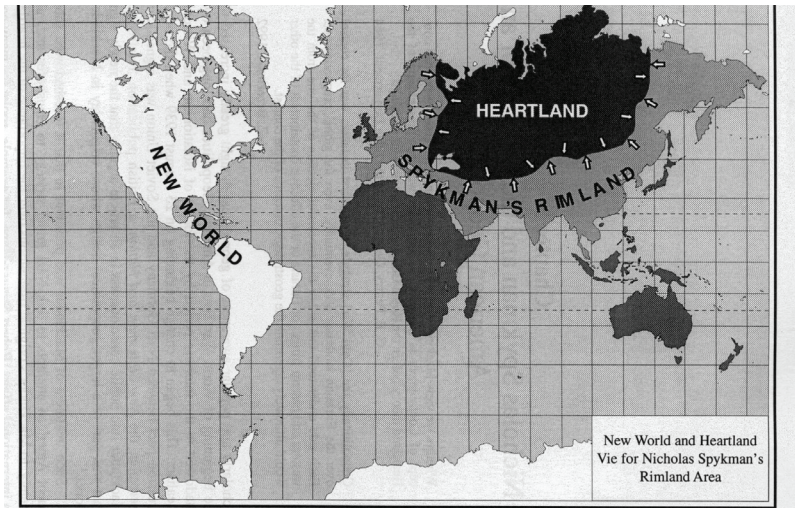 HEARTLAND
NEW WORLD
SPYKMAN'S RIMLAND
New World and Heartland
Vie for Nicholas Spykman's
Rimland Area